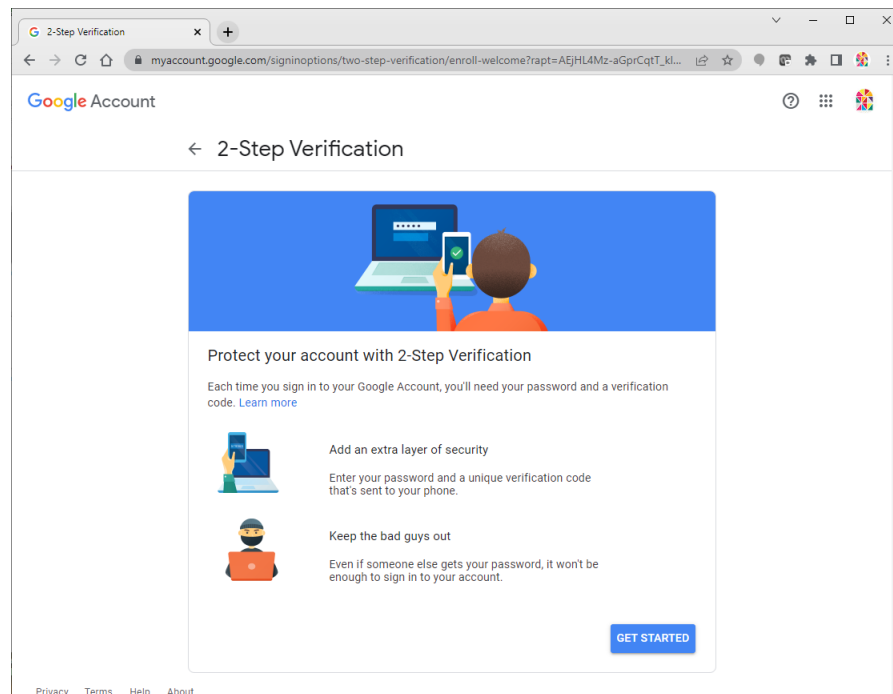 2-Step Verification
myaccount.google.com/signinoptions/two-step-verification/enroll-welcome?rapt=AEjHL4Mz-aGprCqtT_kl...
Google Account
2-Step Verification
Protect your account with 2-Step Verification
Each time you sign in to your Google Account, you'll need your password and a verification
code. Learn more
Add an extra layer of security
Enter your password and a unique verification code
that's sent to your phone.
Keep the bad guys out
Even if someone else gets your password, it won't be
enough to sign in to your account.
GET STARTED
Privacy Terms Help About